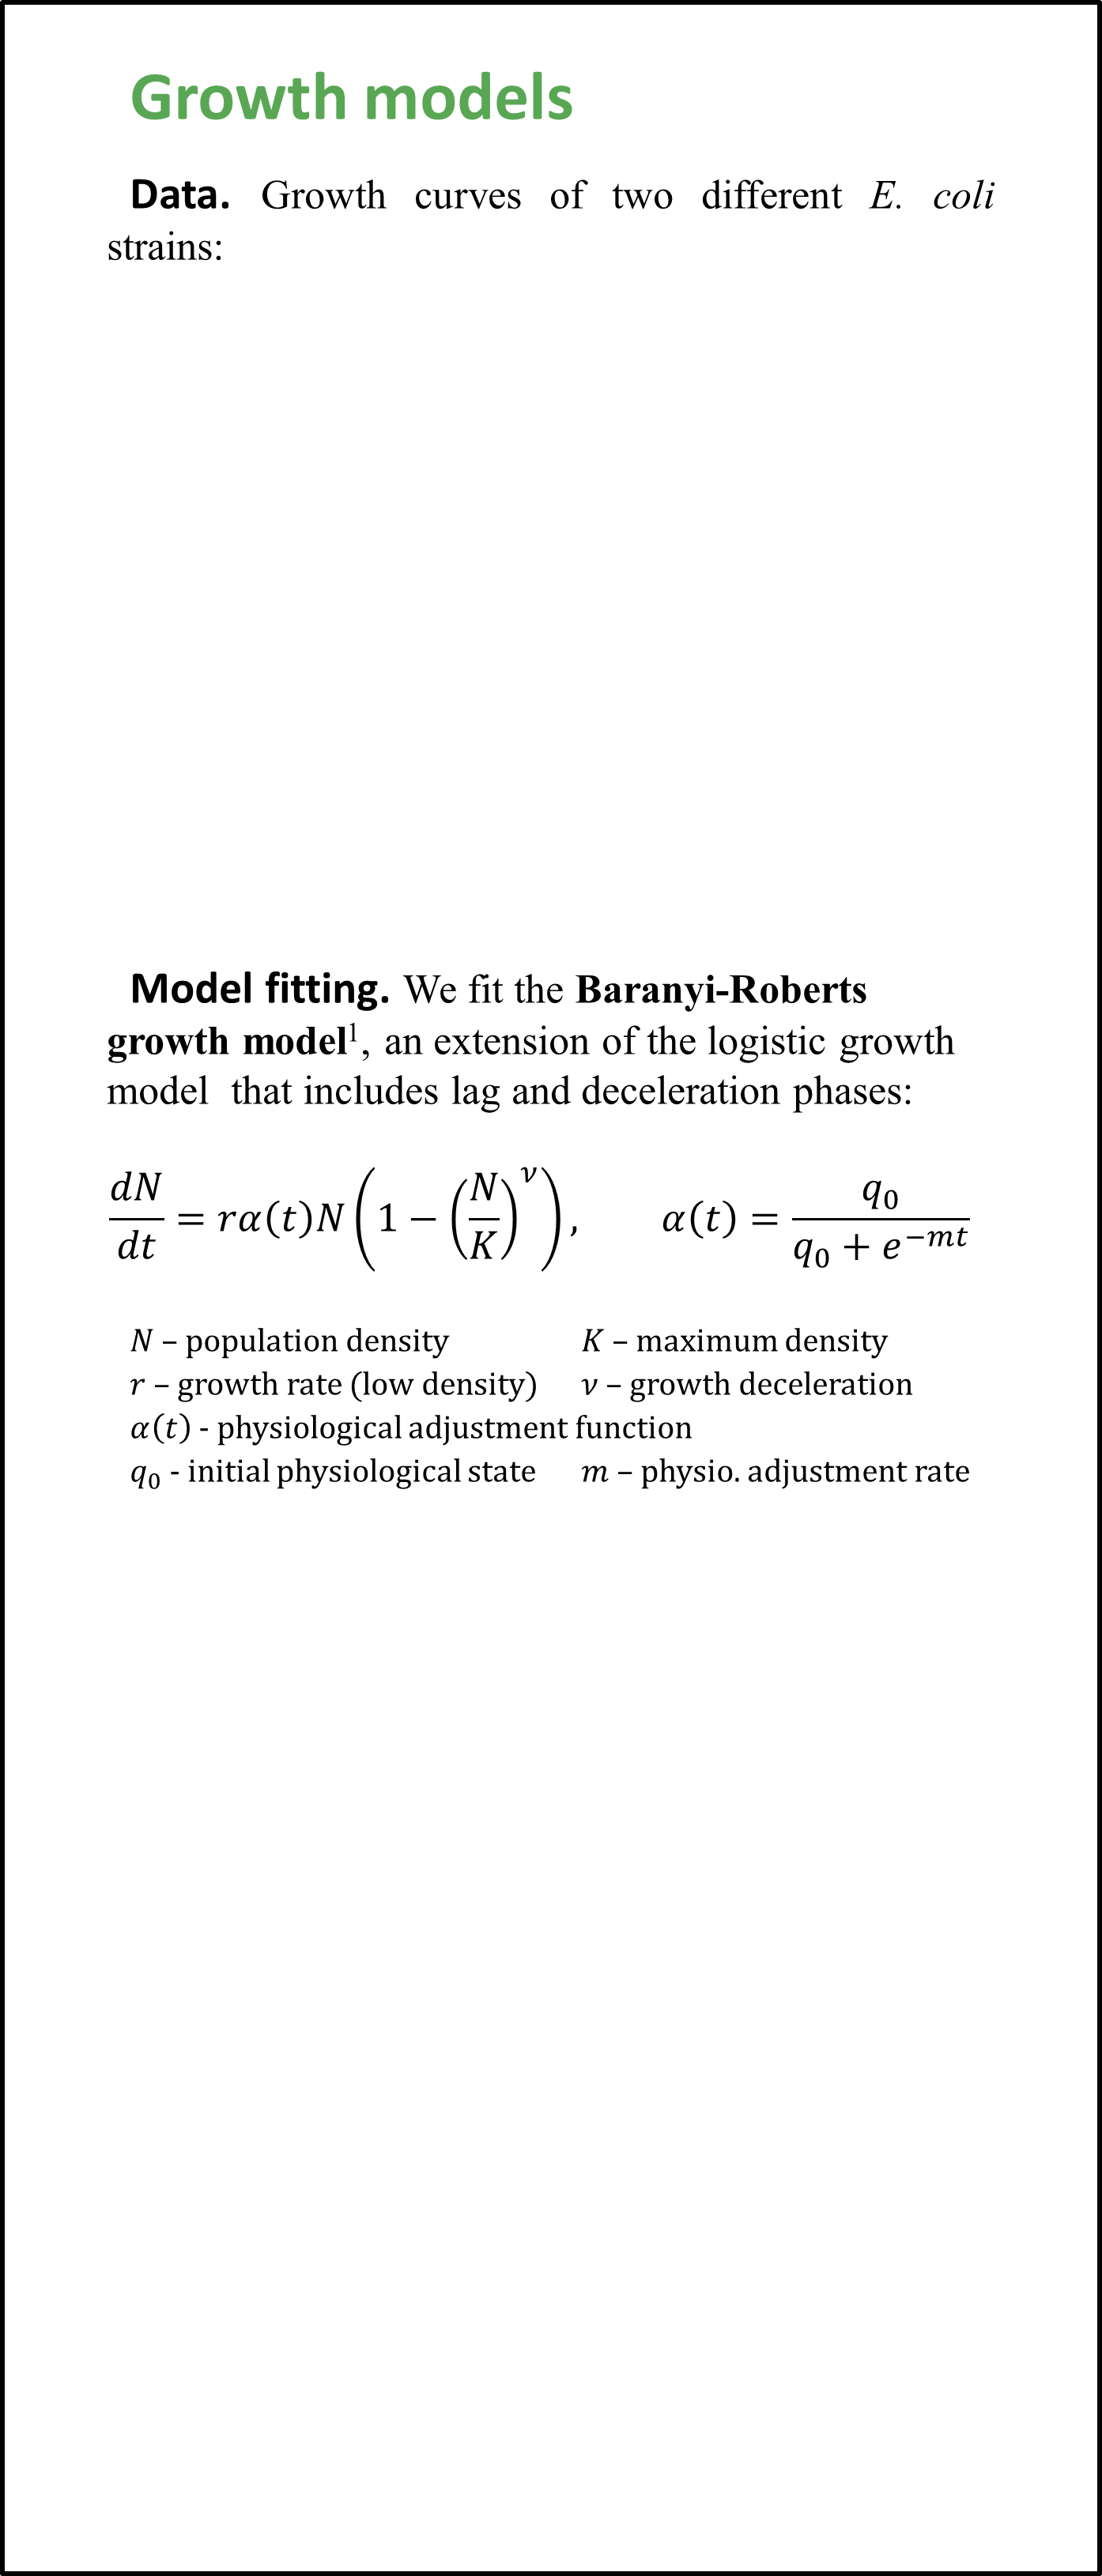 Growth models
Data. Growth curves of two different E. coli
strains:
Model fitting. We fit the Baranyi-Roberts
growth model¹, an extension of the logistic growth
model  that includes lag and deceleration phases:
dN/dt = rα(t)N(1 − (N/K)^ν),  α(t) = q₀/(q₀ + e^(−mt))
N – population density  K – maximum density
r – growth rate (low density)  ν – growth deceleration
α(t) - physiological adjustment function
q₀ - initial physiological state  m – physio. adjustment rate